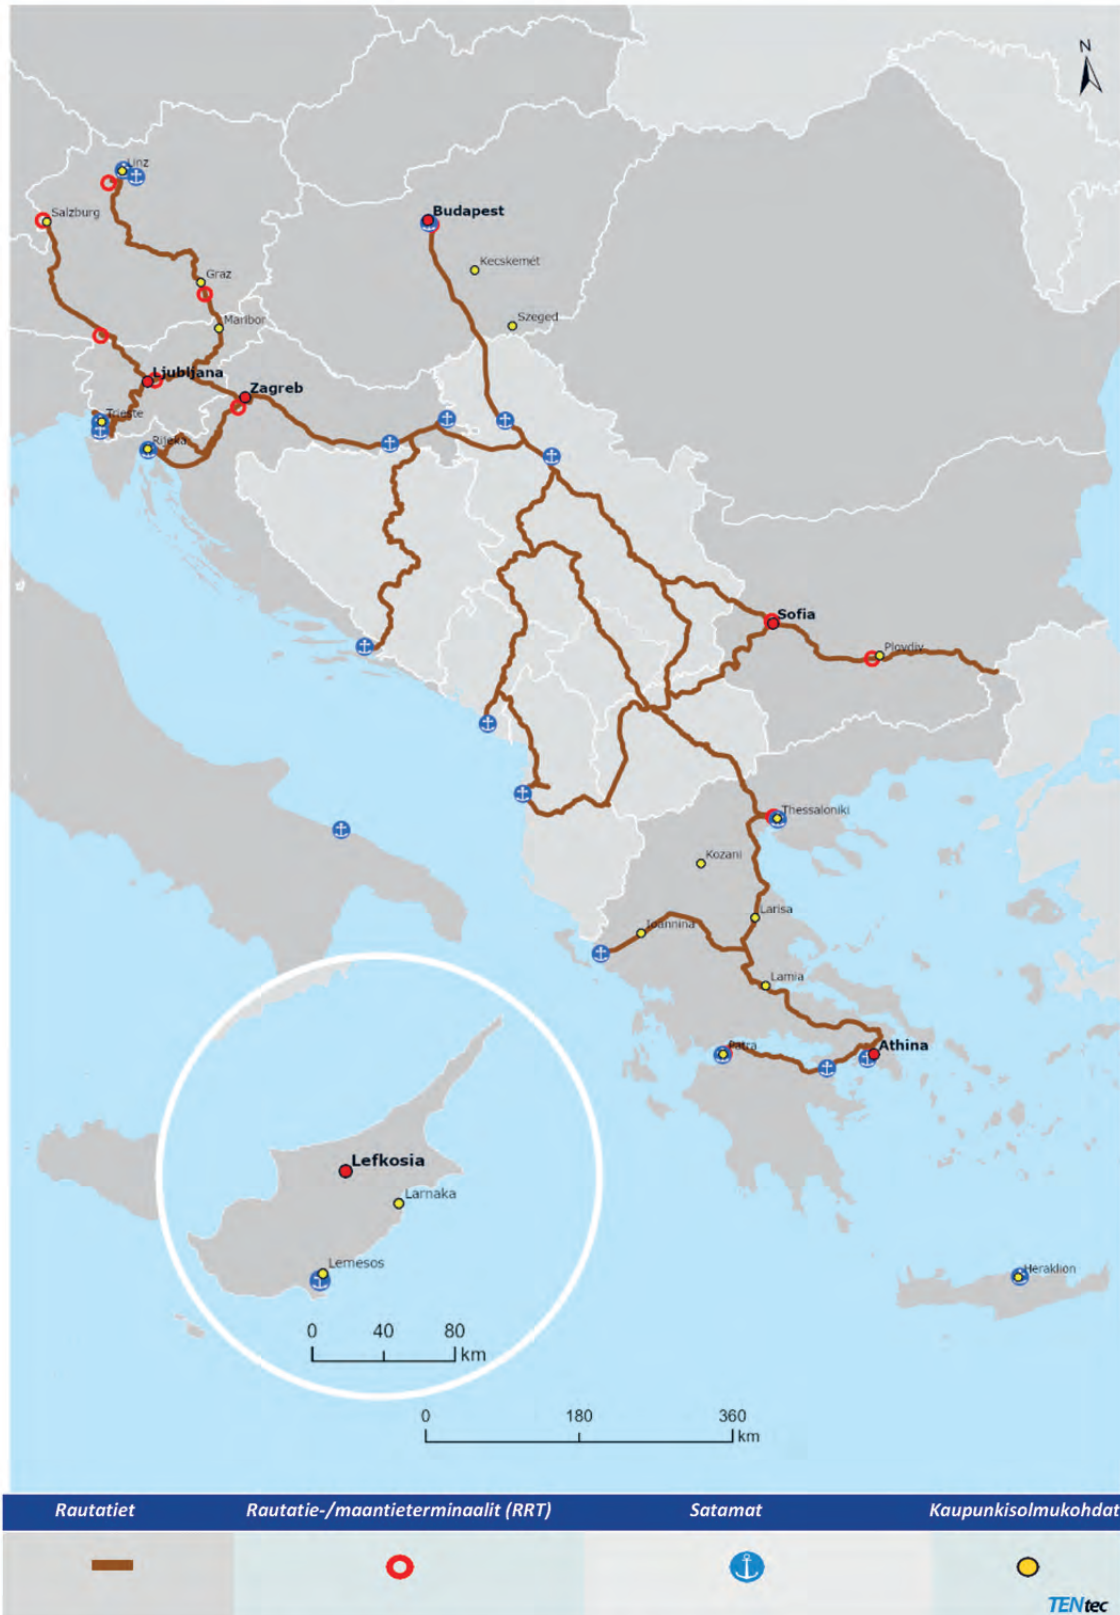 N
Linz
Salzburg
Budapest
Kecskemét
Graz
Szeged
Maribor
Ljubljana
Zagreb
Trieste
Rijeka
Sofia
Plovdiv
Thessaloniki
Kozani
Larisa
Ioannina
Lamia
Patra
Athina
Lefkosia
Larnaka
Lemesos
Heraklion
0 40 80
km
0 180 360
km
Rautatiet Rautatie-/maantieterminaalit (RRT) Satamat Kaupunkisolmukohdat
TENtec